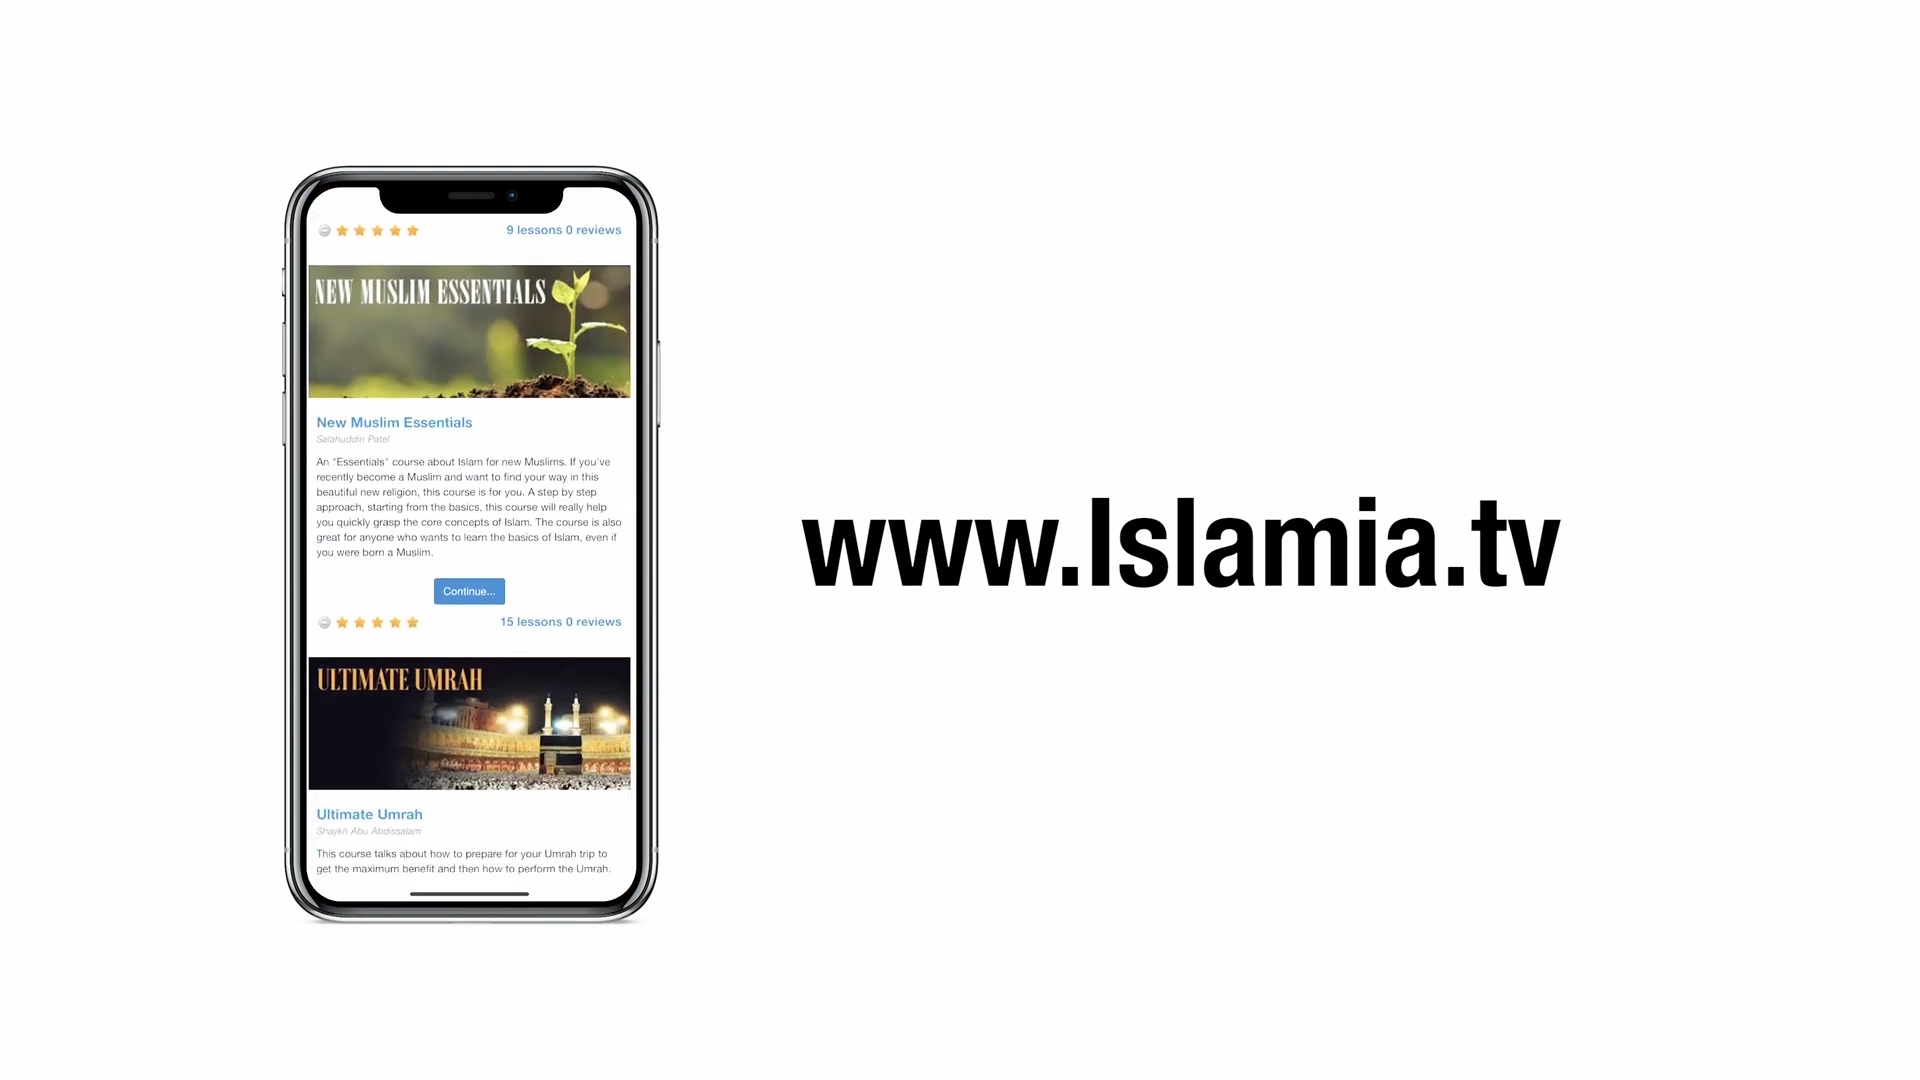 9 lessons 0 reviews
NEW MUSLIM ESSENTIALS
New Muslim Essentials
Salahuddin Patel
An "Essentials" course about Islam for new Muslims. If you've
recently become a Muslim and want to find your way in this
beautiful new religion, this course is for you. A step by step
approach, starting from the basics, this course will really help
you quickly grasp the core concepts of Islam. The course is also
great for anyone who wants to learn the basics of Islam, even if
you were born a Muslim.
Continue...
15 lessons 0 reviews
ULTIMATE UMRAH
Ultimate Umrah
Shaykh Abu Abdissalam
This course talks about how to prepare for your Umrah trip to
get the maximum benefit and then how to perform the Umrah.
www.Islamia.tv